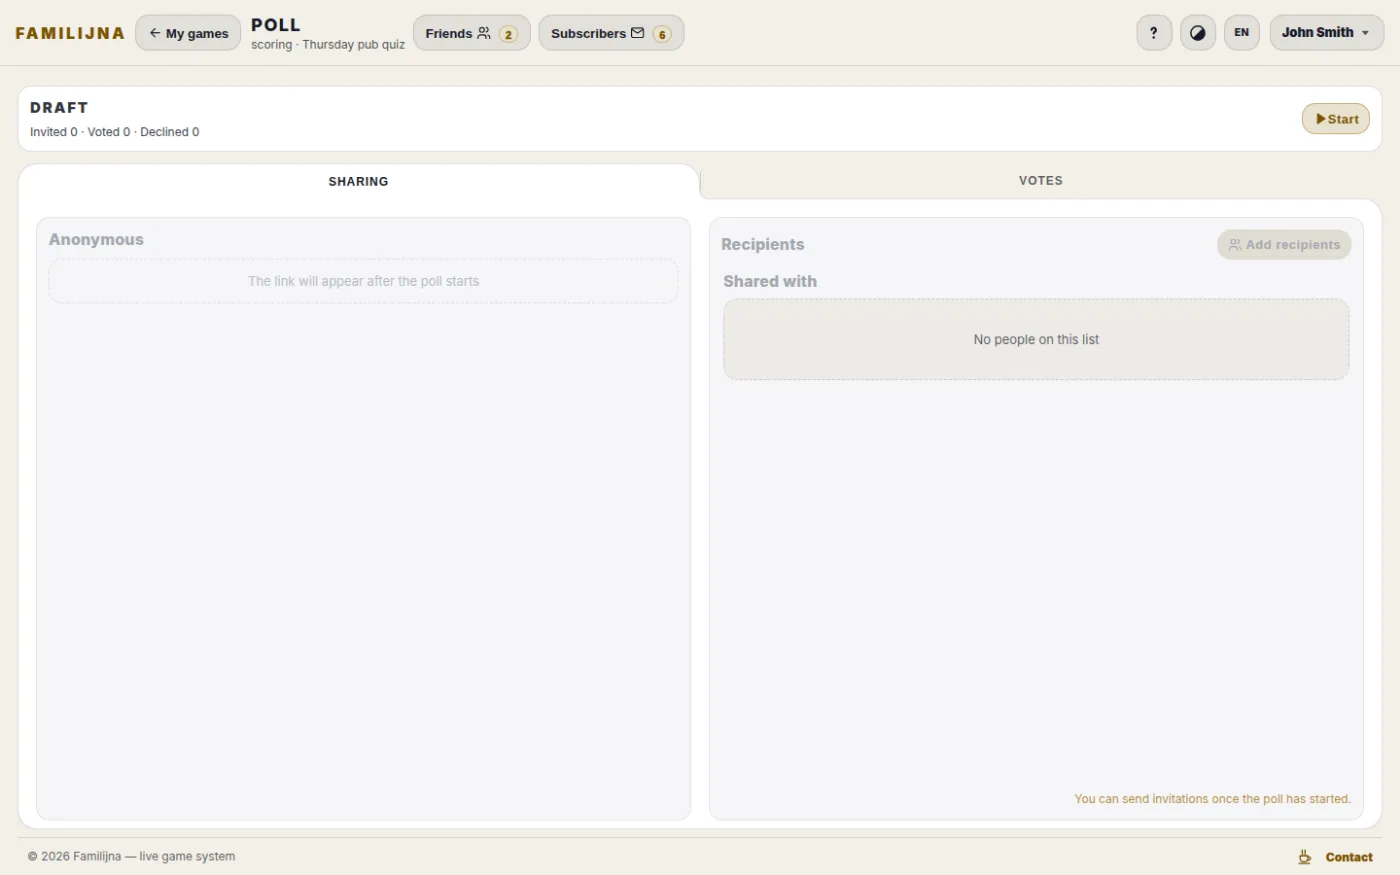 FAMILIJNA
← My games
POLL
scoring · Thursday pub quiz
Friends 2
Subscribers 6
?
EN
John Smith
DRAFT
Invited 0 · Voted 0 · Declined 0
Start
SHARING
VOTES
Anonymous
The link will appear after the poll starts
Recipients
Add recipients
Shared with
No people on this list
You can send invitations once the poll has started.
© 2026 Familijna — live game system
Contact